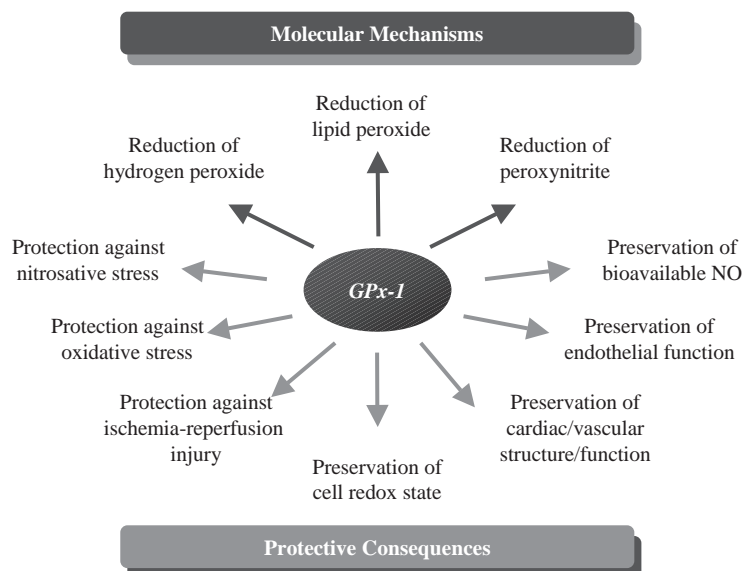 Molecular Mechanisms
Reduction of
lipid peroxide
Reduction of
hydrogen peroxide
Reduction of
peroxynitrite
Protection against
nitrosative stress
Preservation of
bioavailable NO
GPx-1
Protection against
oxidative stress
Preservation of
endothelial function
Protection against
ischemia-reperfusion
injury
Preservation of
cardiac/vascular
structure/function
Preservation of
cell redox state
Protective Consequences